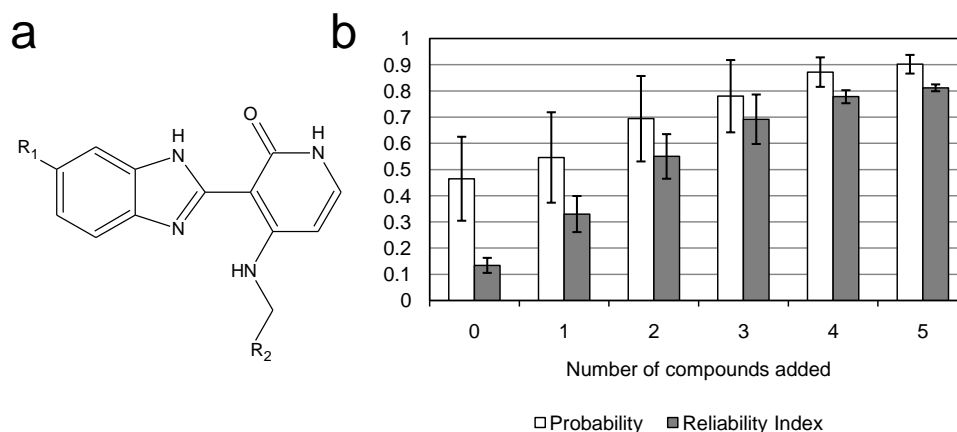 a
R1
H
N
N
O
H
N
HN
R2
b
1
0.9
0.8
0.7
0.6
0.5
0.4
0.3
0.2
0.1
0
0 1 2 3 4 5
Number of compounds added
Probability Reliability Index